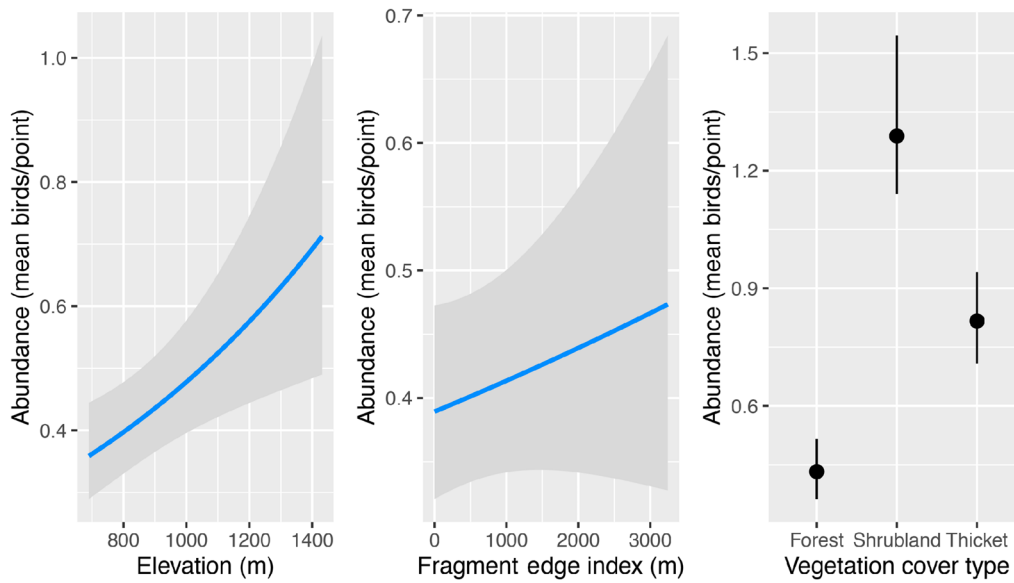 Abundance (mean birds/point)
1.0
0.8
0.6
0.4
800 1000 1200 1400
Elevation (m)
Abundance (mean birds/point)
0.7
0.6
0.5
0.4
0 1000 2000 3000
Fragment edge index (m)
Abundance (mean birds/point)
1.5
1.2
0.9
0.6
Forest Shrubland Thicket
Vegetation cover type